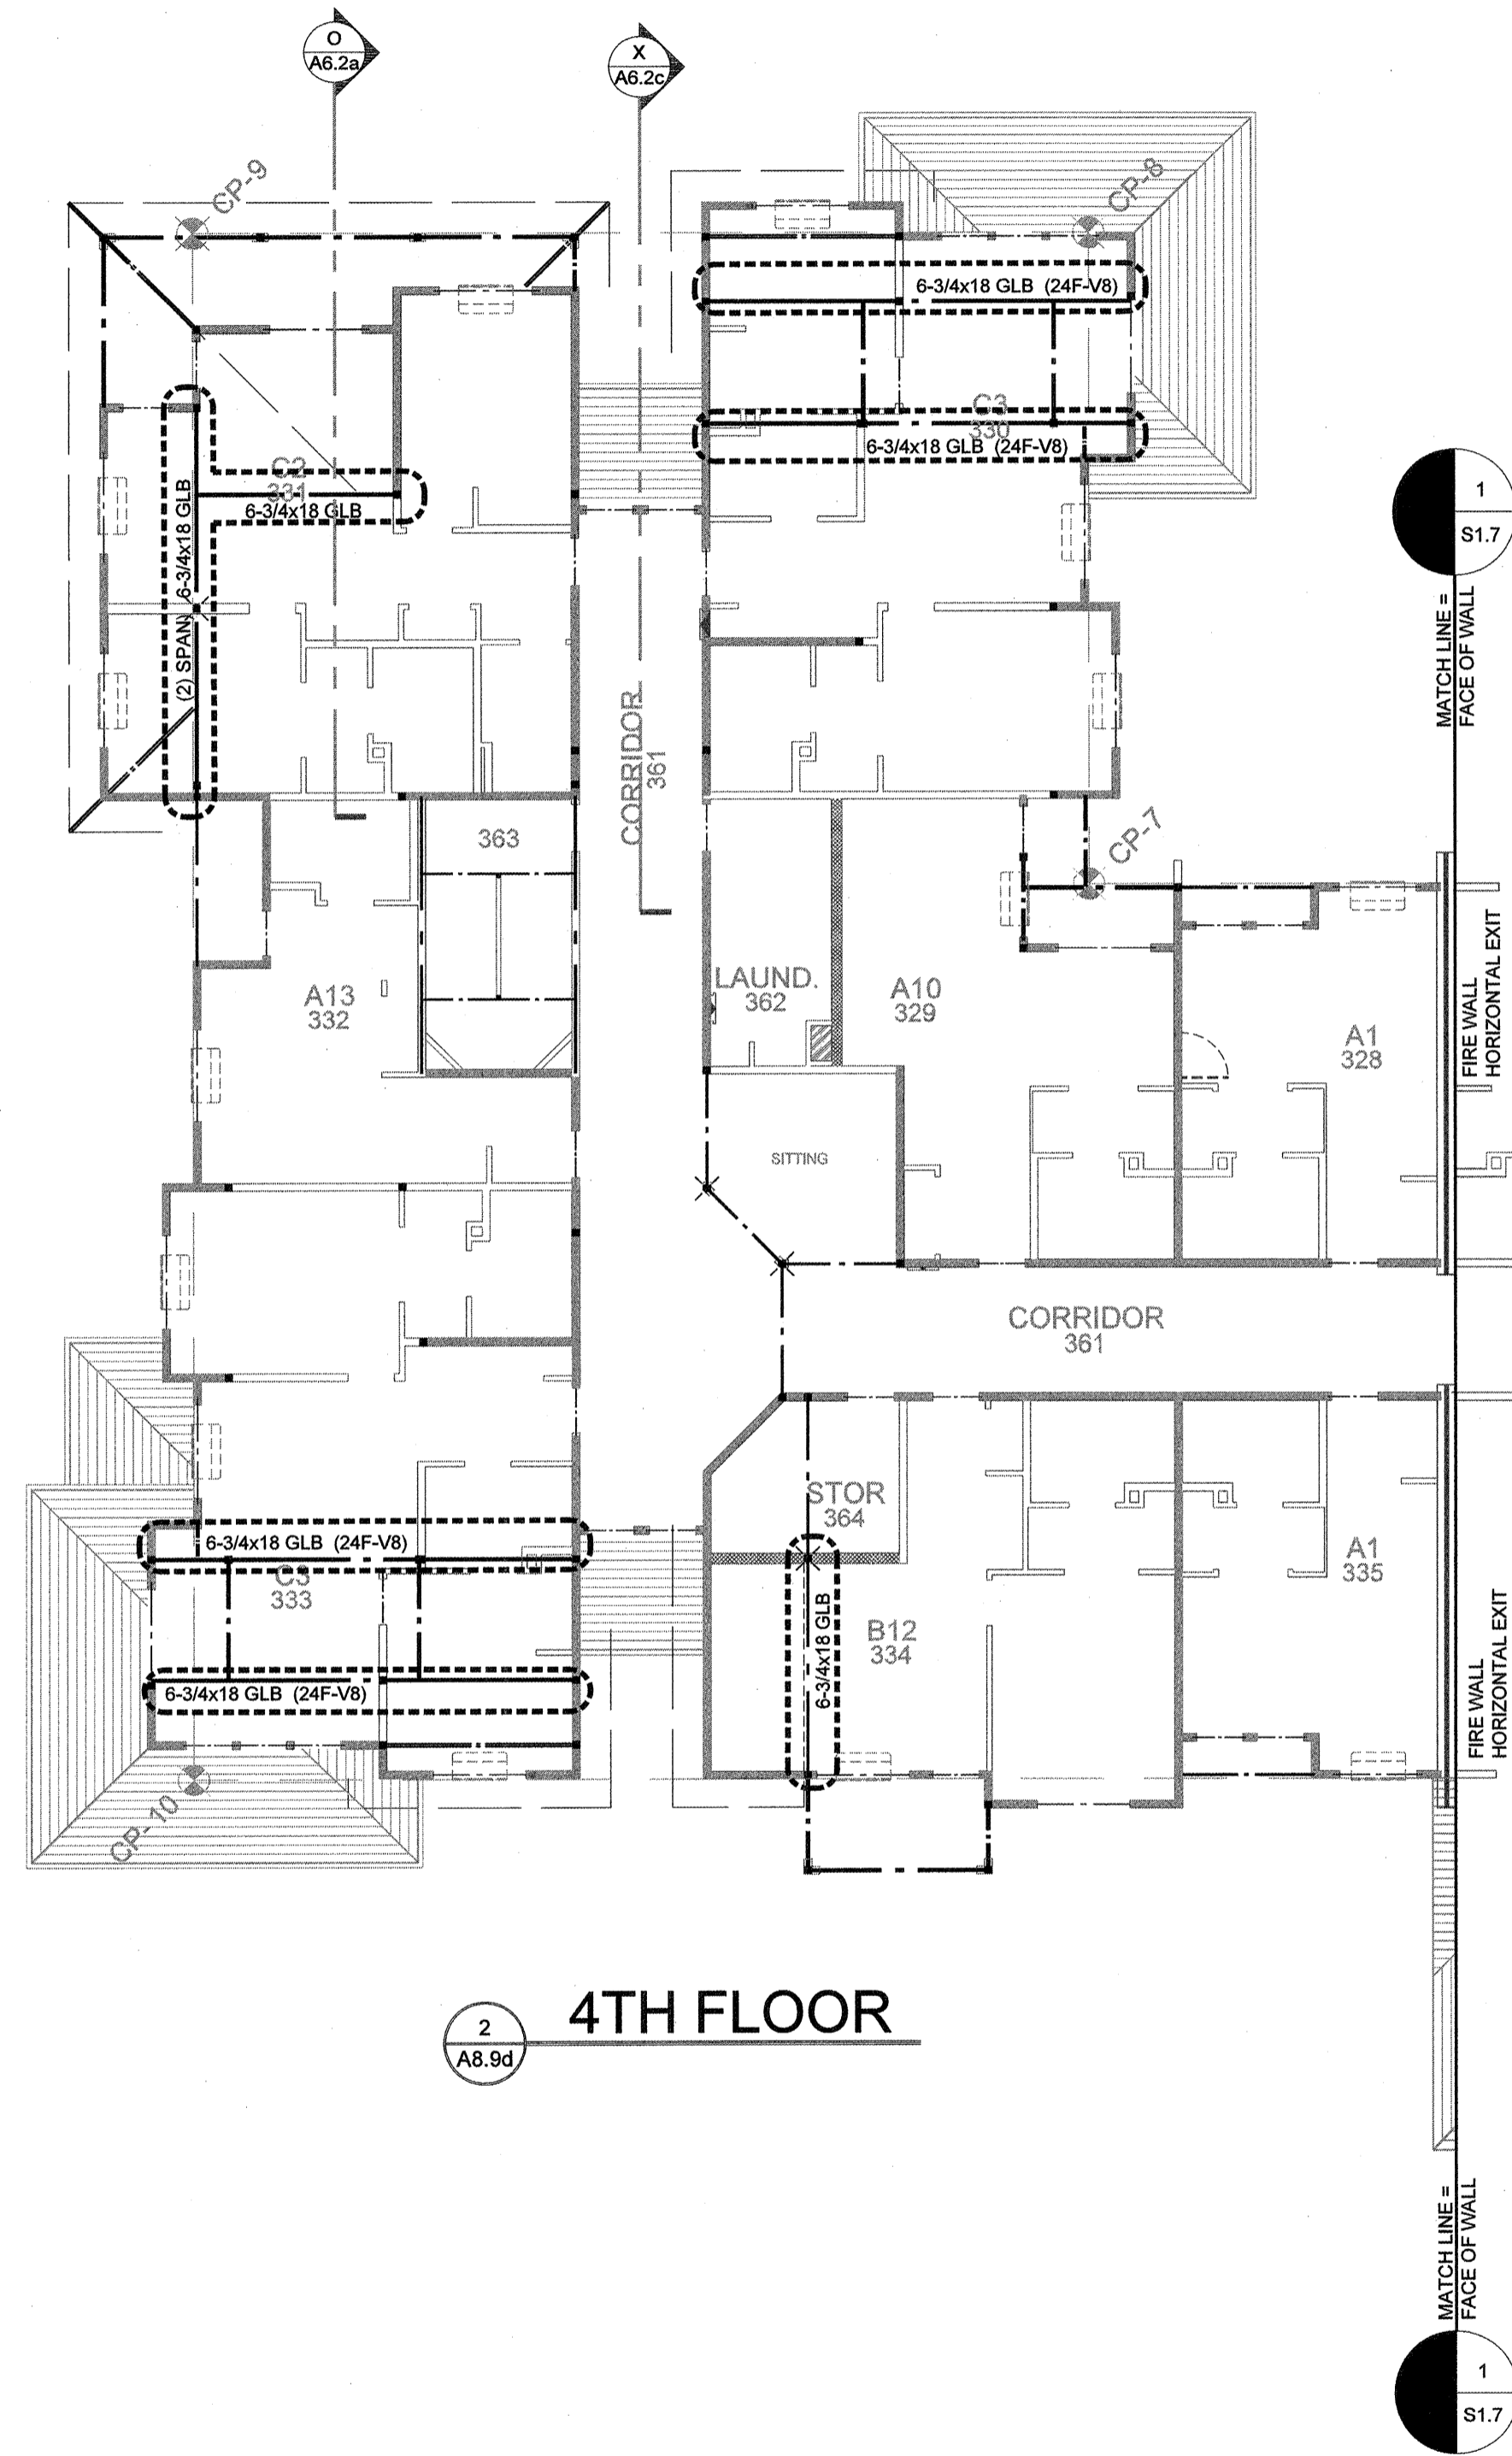 O
A6.2a
X
A6.2c
CP-9
CP-8
6-3/4x18 GLB (24F-V8)
C3
330
6-3/4x18 GLB (24F-V8)
C2
331
6-3/4x18 GLB
(2) SPAN 6-3/4x18 GLB
1
S1.7
MATCH LINE =
FACE OF WALL
CORRIDOR
361
363
CP-7
LAUND.
362
A10
329
A13
332
A1
328
FIRE WALL
HORIZONTAL EXIT
SITTING
CORRIDOR
361
STOR
364
6-3/4x18 GLB (24F-V8)
C3
333
6-3/4x18 GLB (24F-V8)
6-3/4x18 GLB
B12
334
A1
335
FIRE WALL
HORIZONTAL EXIT
CP-10
2
A8.9d
4TH FLOOR
MATCH LINE =
FACE OF WALL
1
S1.7